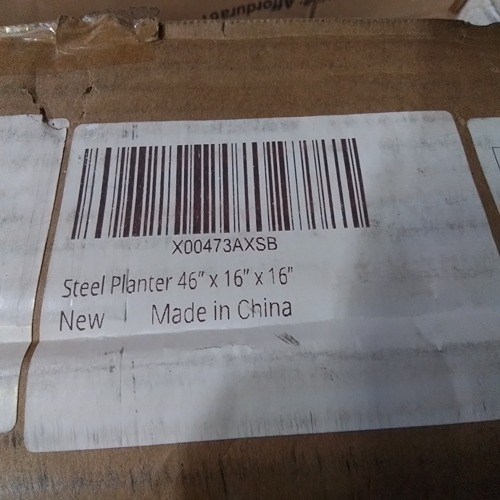 X00473AXSB
Steel Planter 46" x 16" x 16"
New Made in China